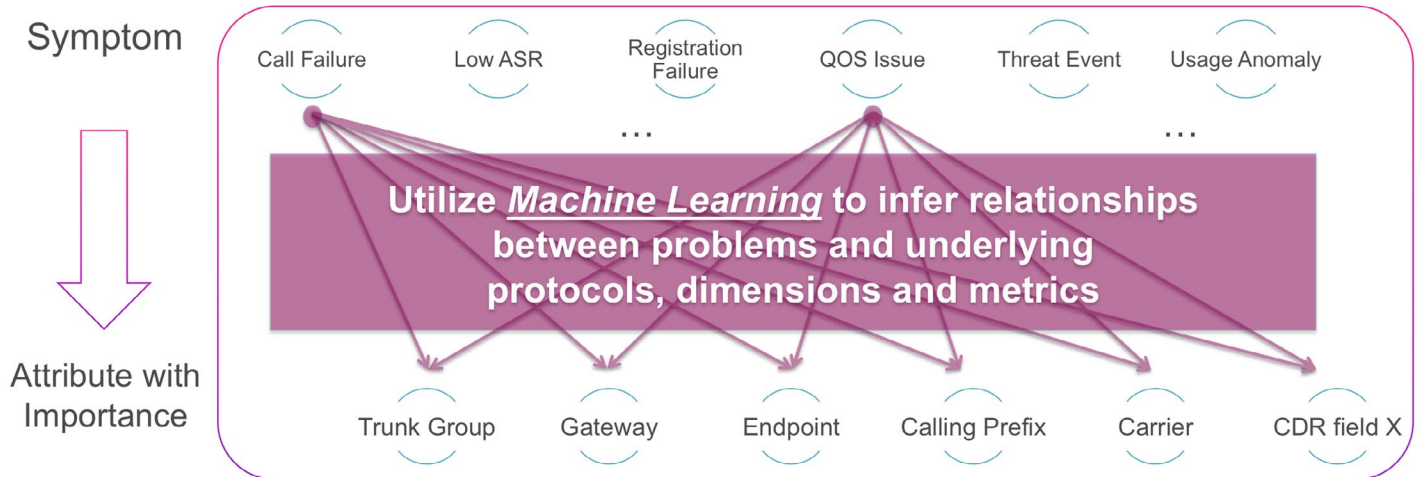 Symptom
Call Failure
Low ASR
Registration
Failure
QOS Issue
Threat Event
Usage Anomaly
...
...
Utilize Machine Learning to infer relationships
between problems and underlying
protocols, dimensions and metrics
Attribute with
Importance
Trunk Group
Gateway
Endpoint
Calling Prefix
Carrier
CDR field X